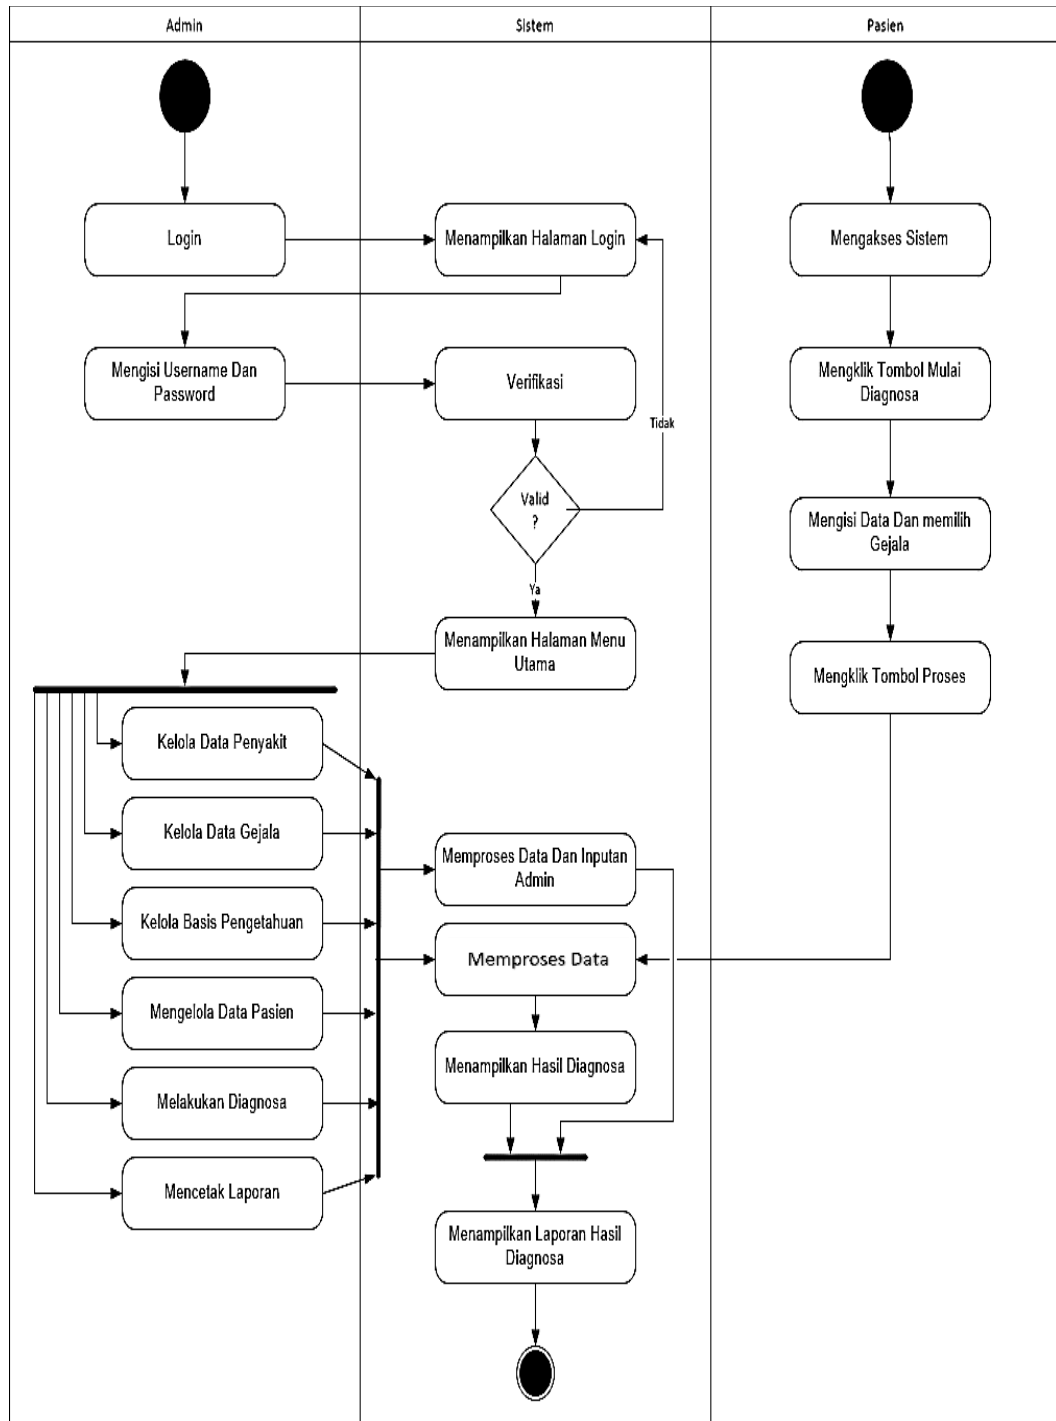 Admin
Sistem
Pasien
Login
Menampilkan Halaman Login
Mengakses Sistem
Mengisi Username Dan
Password
Verifikasi
Mengklik Tombol Mulai
Diagnosa
Tidak
Valid
?
Mengisi Data Dan memilih
Gejala
Ya
Menampilkan Halaman Menu
Utama
Mengklik Tombol Proses
Kelola Data Penyakit
Kelola Data Gejala
Memproses Data Dan Inputan
Admin
Kelola Basis Pengetahuan
Memproses Data
Mengelola Data Pasien
Menampilkan Hasil Diagnosa
Melakukan Diagnosa
Mencetak Laporan
Menampilkan Laporan Hasil
Diagnosa